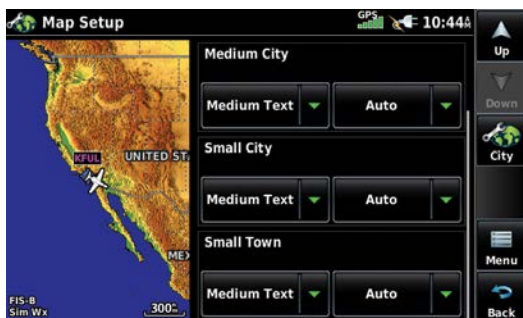 Map Setup
GPS
10:44
Up
Down
City
Menu
Back
Medium City
Medium Text
Auto
Small City
Medium Text
Auto
Small Town
Medium Text
Auto
KFUL
UNITED ST
MEX
FIS-B
Sim Wx
300